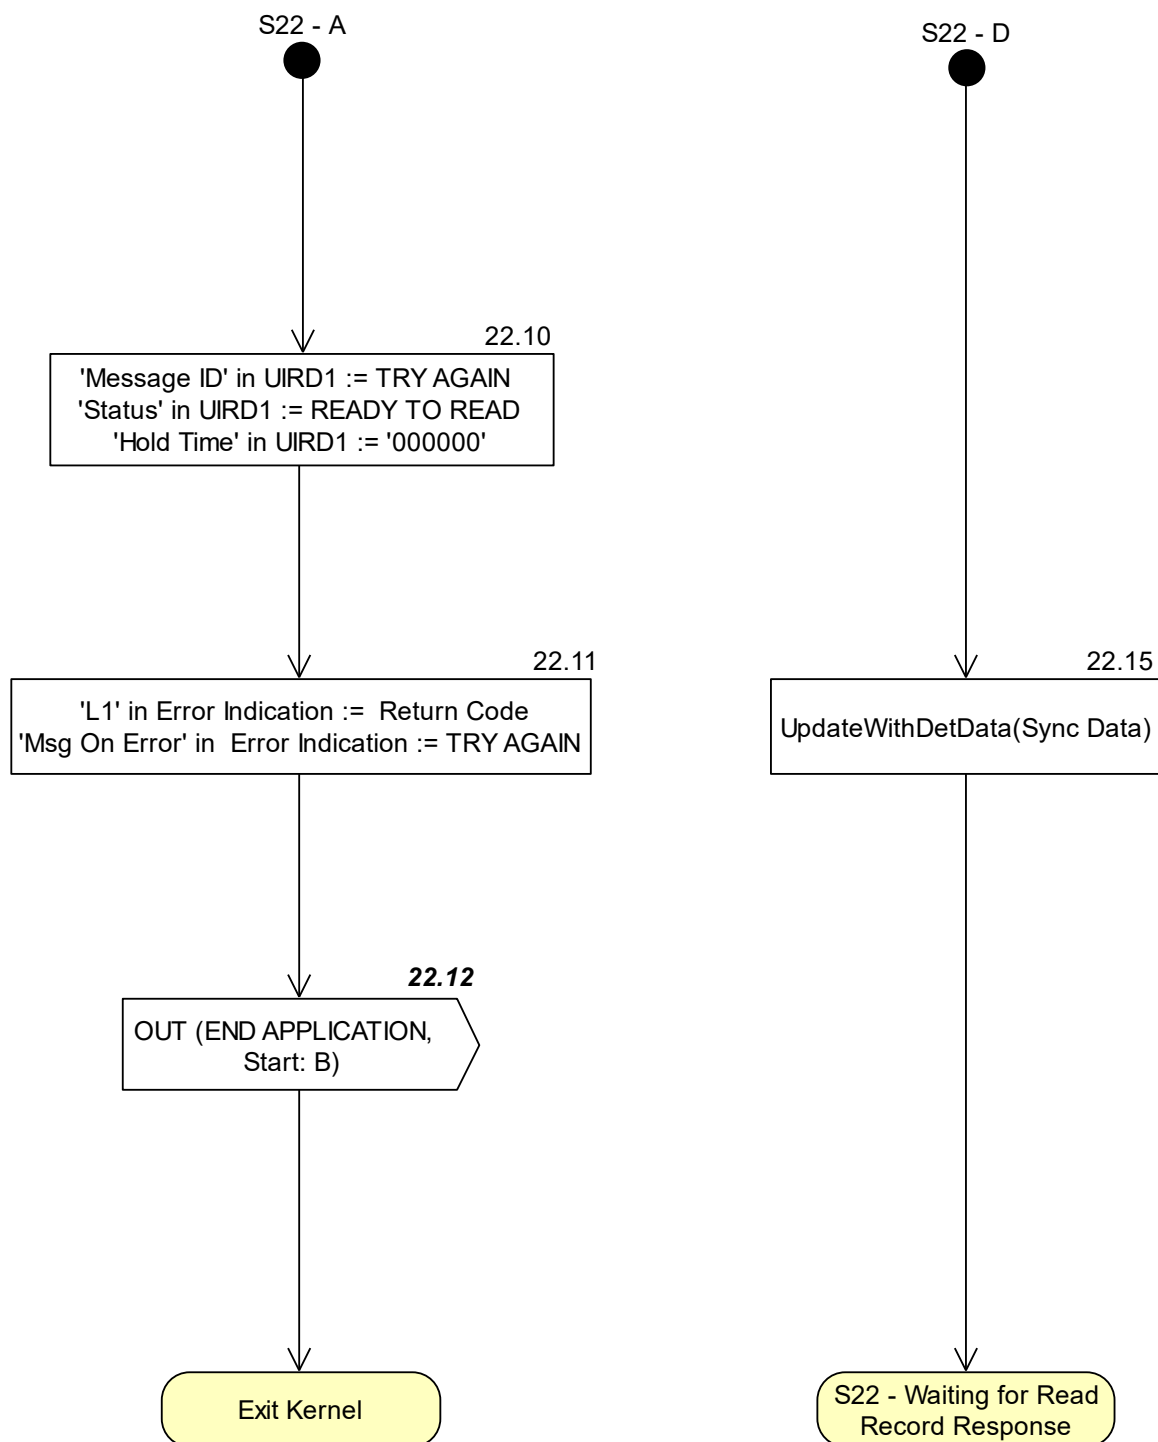 S22 - A
22.10
'Message ID' in UIRD1 := TRY AGAIN
'Status' in UIRD1 := READY TO READ
'Hold Time' in UIRD1 := '000000'
22.11
'L1' in Error Indication := Return Code
'Msg On Error' in Error Indication := TRY AGAIN
22.12
OUT (END APPLICATION,
Start: B)
Exit Kernel
S22 - D
22.15
UpdateWithDetData(Sync Data)
S22 - Waiting for Read
Record Response